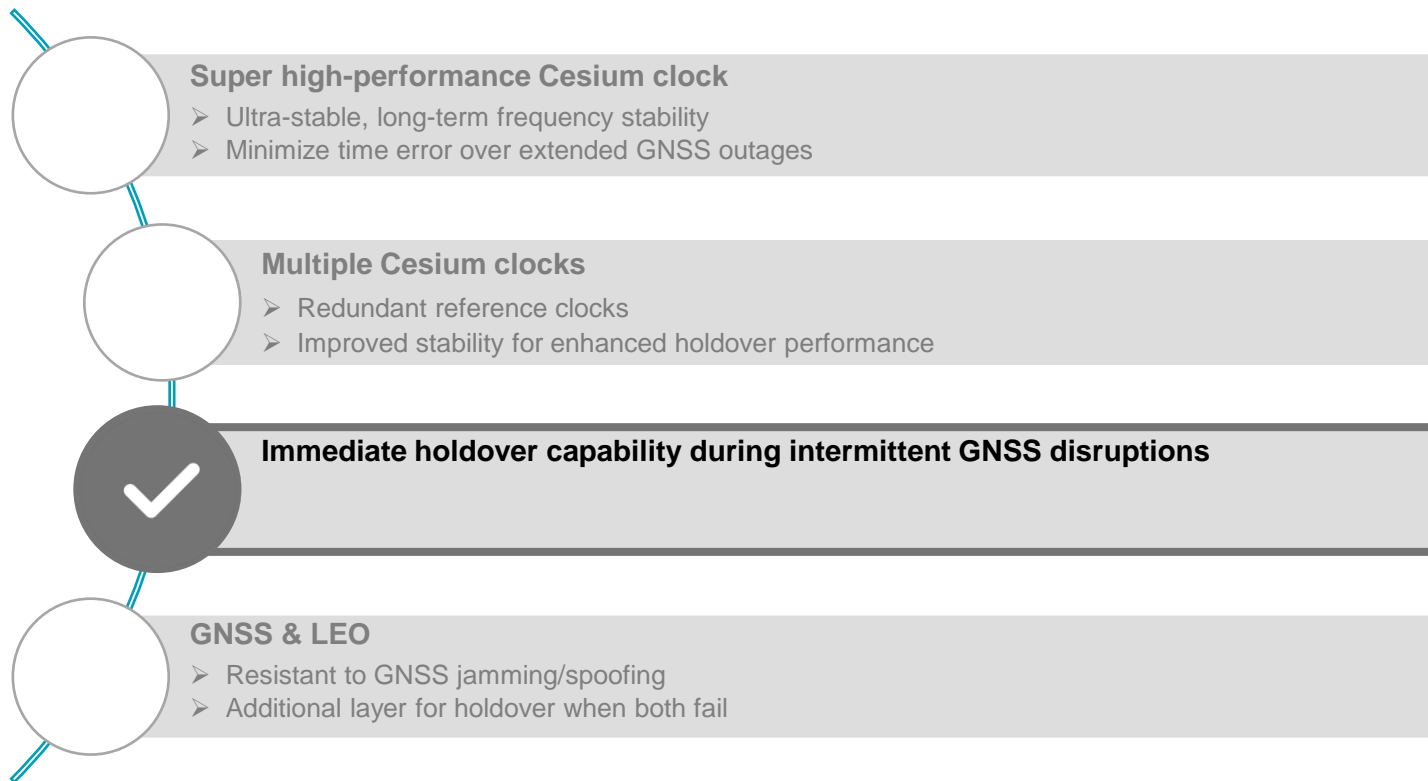 Super high-performance Cesium clock
➢ Ultra-stable, long-term frequency stability
➢ Minimize time error over extended GNSS outages
Multiple Cesium clocks
➢ Redundant reference clocks
➢ Improved stability for enhanced holdover performance
Immediate holdover capability during intermittent GNSS disruptions
GNSS & LEO
➢ Resistant to GNSS jamming/spoofing
➢ Additional layer for holdover when both fail